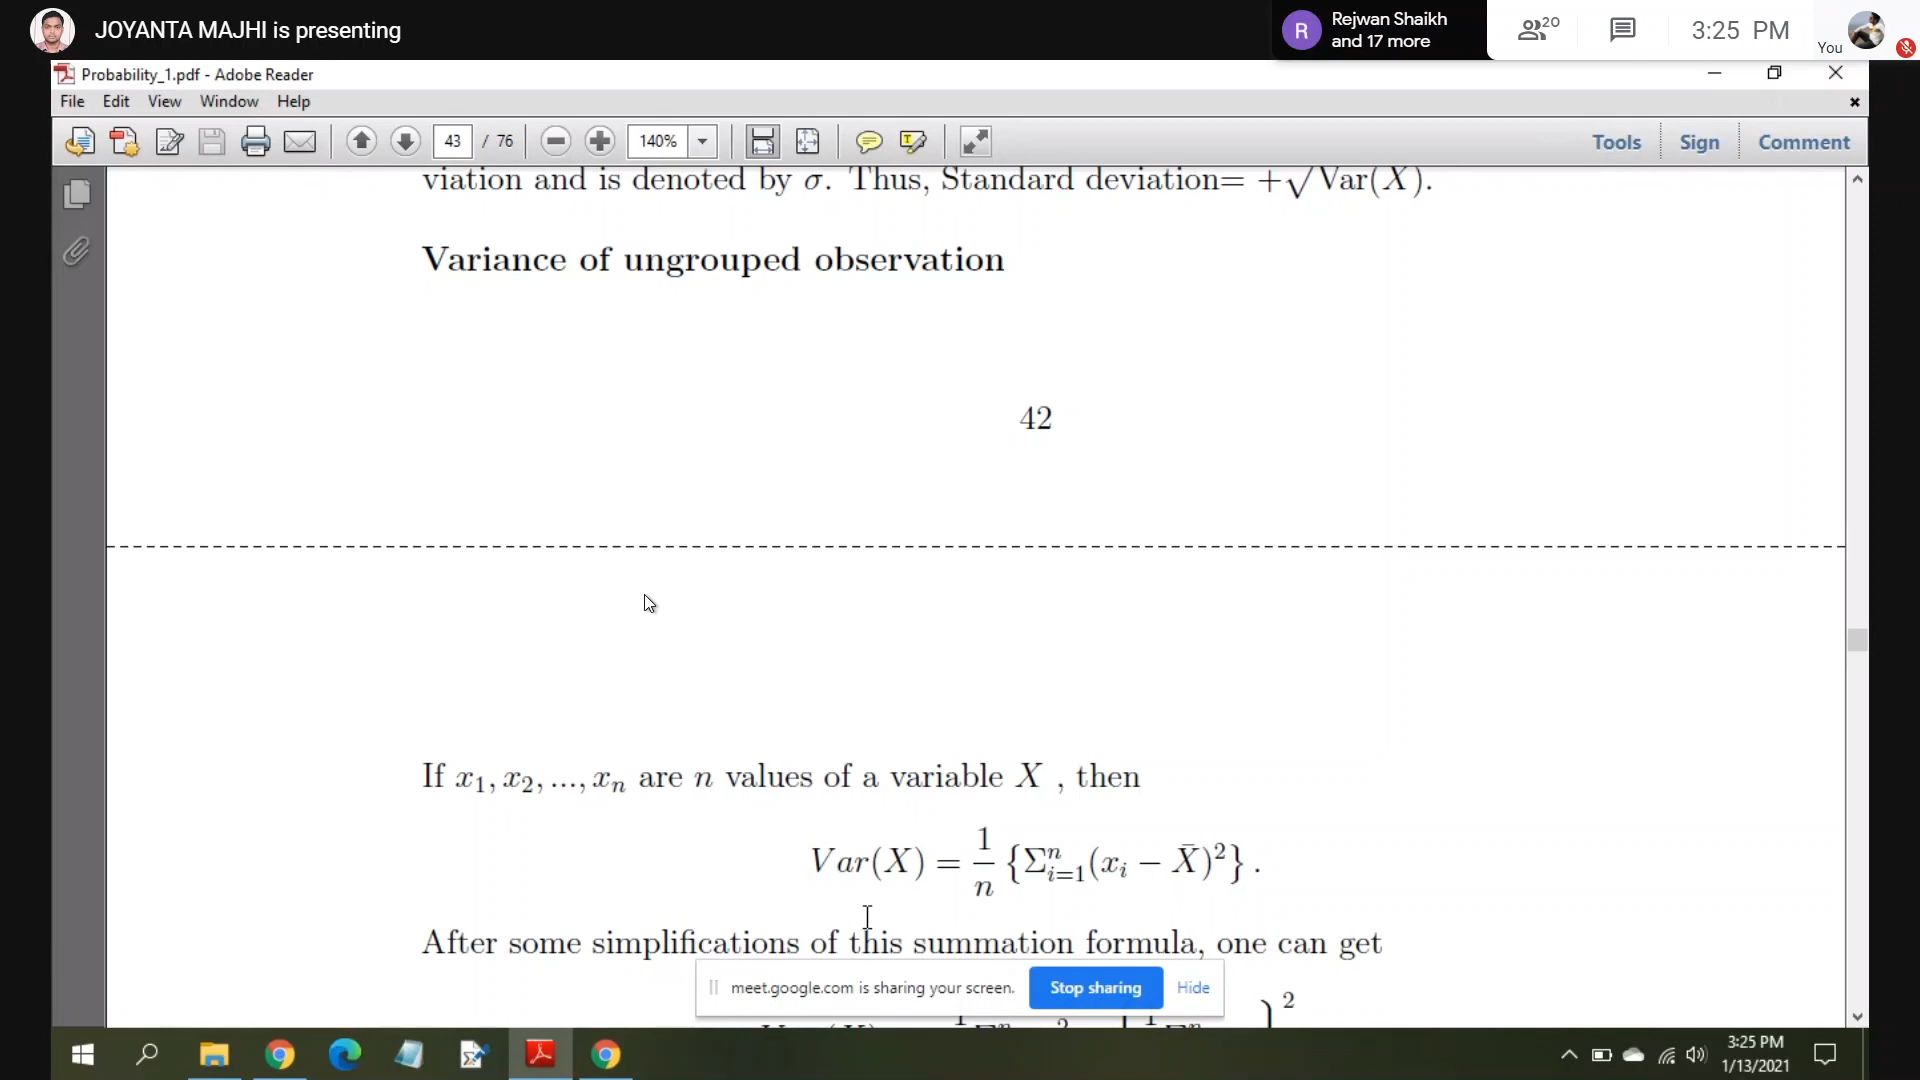 JOYANTA MAJHI is presenting
R Rejwan Shaikh
and 17 more
20
3:25 PM
You
Probability_1.pdf - Adobe Reader
File Edit View Window Help
43 / 76 140% Tools Sign Comment
viation and is denoted by σ. Thus, Standard deviation= +√Var(X).
Variance of ungrouped observation
42
If x₁, x₂, ..., xₙ are n values of a variable X , then
Var(X) = 1/n {Σⁿᵢ₌₁(xᵢ − X̄)²} .
After some simplifications of this summation formula, one can get
meet.google.com is sharing your screen. Stop sharing Hide
2
3:25 PM
1/13/2021